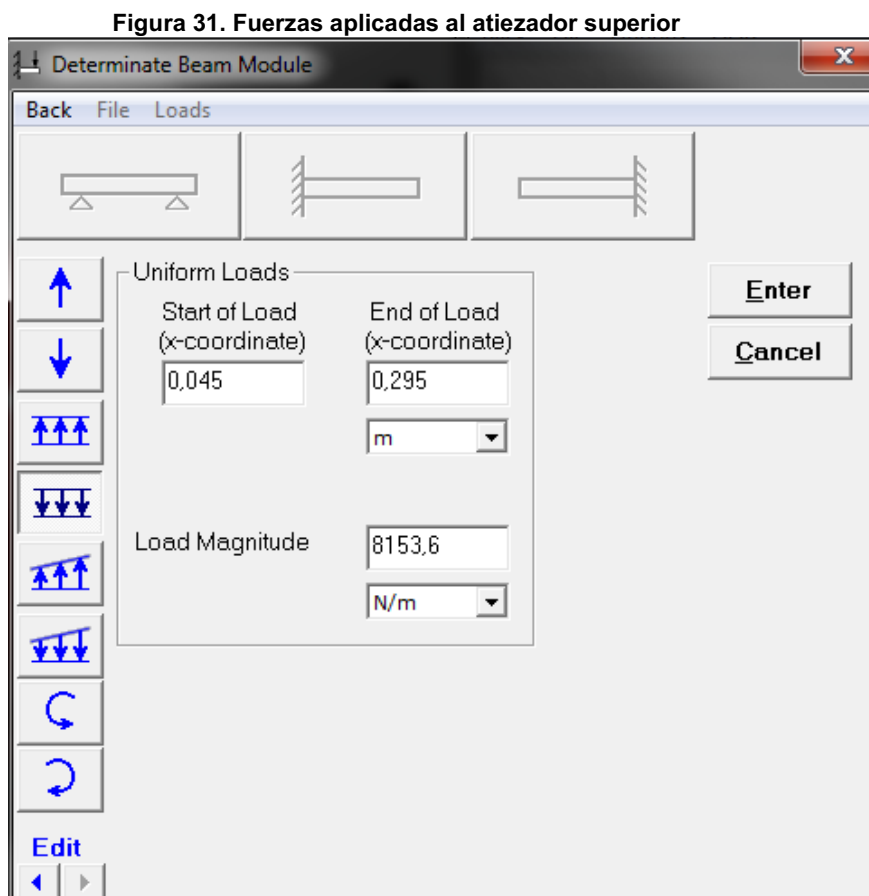 Figura 31. Fuerzas aplicadas al atiezador superior
Determinate Beam Module
x
Back File Loads
Uniform Loads
Start of Load End of Load
(x-coordinate) (x-coordinate)
0,045 0,295
m
Load Magnitude 8153,6
N/m
Enter
Cancel
Edit